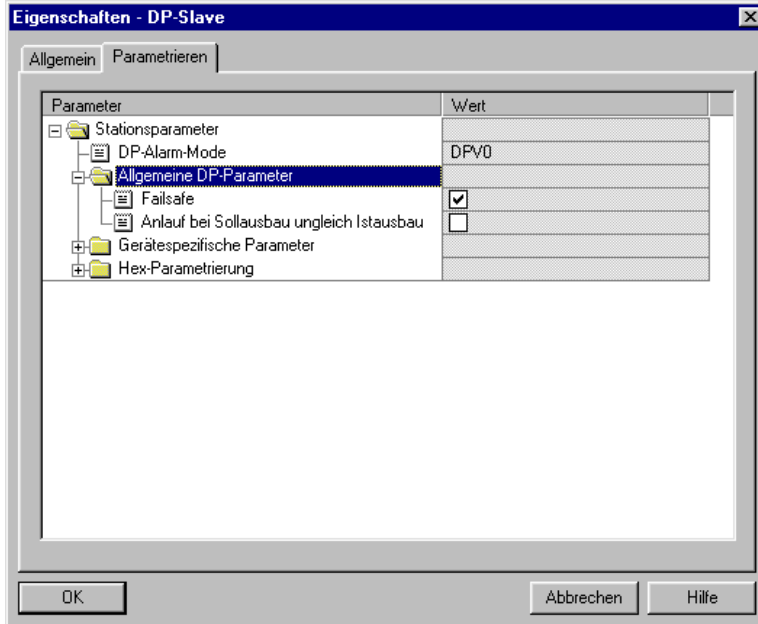 Eigenschaften - DP-Slave
Allgemein Parametrieren
Parameter Wert
Stationsparameter
DP-Alarm-Mode DPV0
Allgemeine DP-Parameter
Failsafe
Anlauf bei Sollausbau ungleich Istausbau
Gerätespezifische Parameter
Hex-Parametrierung
OK Abbrechen Hilfe